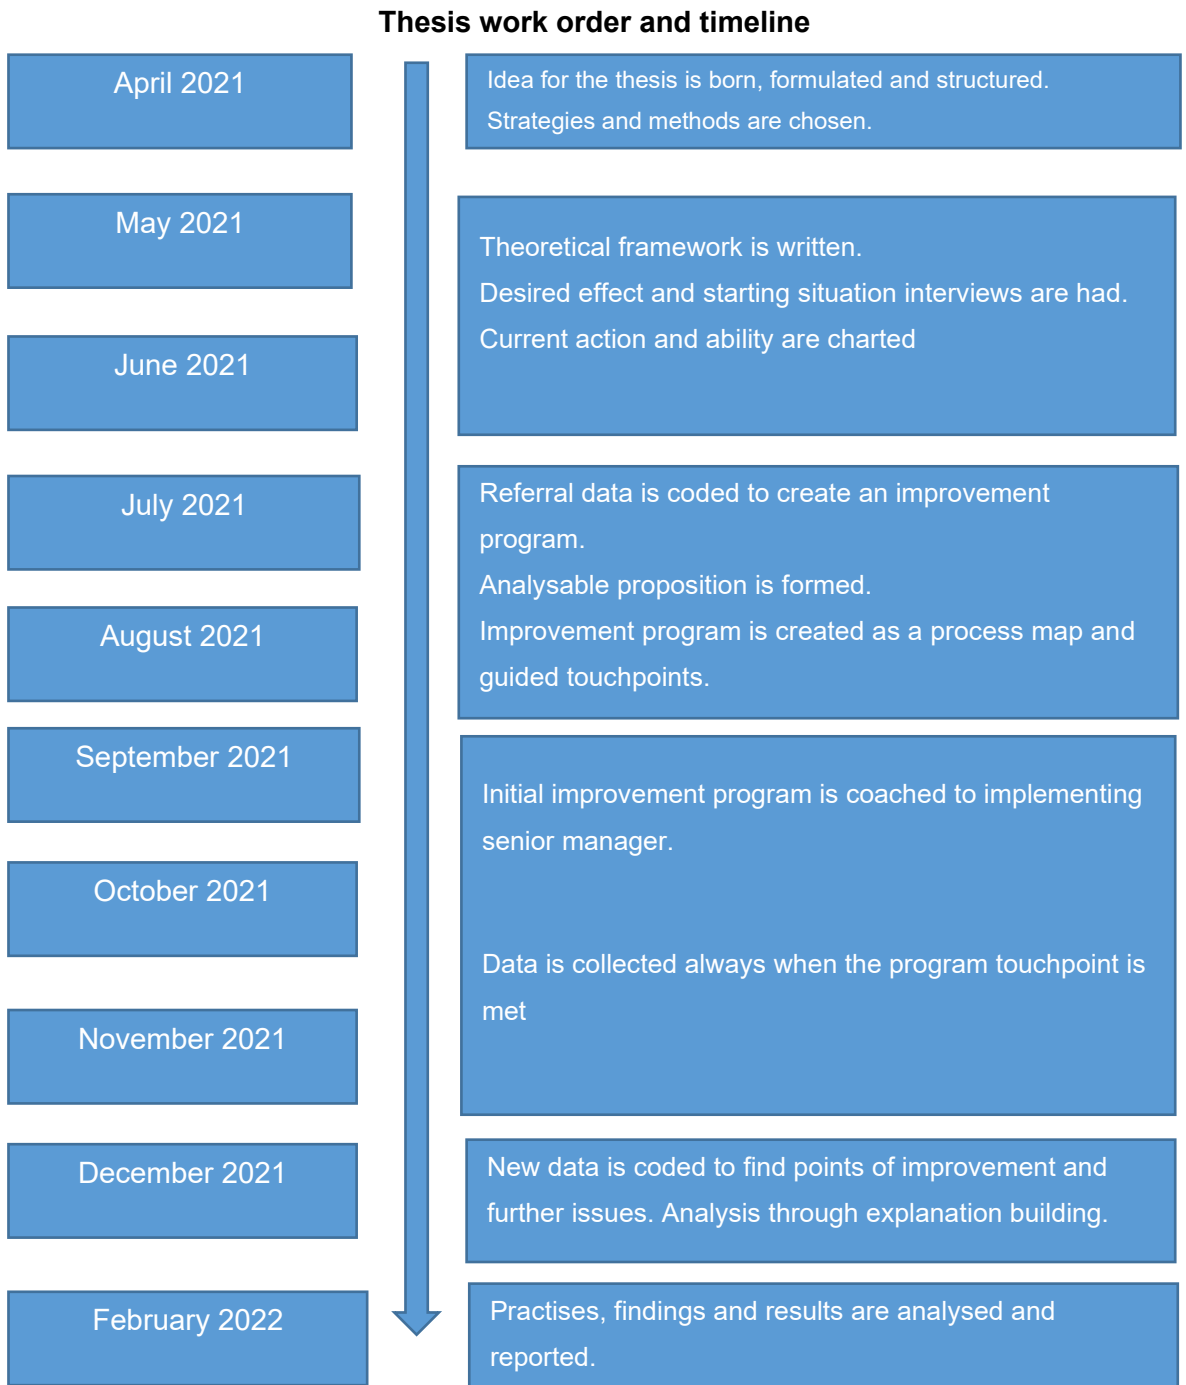 Thesis work order and timeline
April 2021
Idea for the thesis is born, formulated and structured.
Strategies and methods are chosen.
May 2021
Theoretical framework is written.
Desired effect and starting situation interviews are had.
Current action and ability are charted
June 2021
July 2021
Referral data is coded to create an improvement
program.
Analysable proposition is formed.
Improvement program is created as a process map and
guided touchpoints.
August 2021
September 2021
Initial improvement program is coached to implementing
senior manager.
October 2021
Data is collected always when the program touchpoint is
met
November 2021
December 2021
New data is coded to find points of improvement and
further issues. Analysis through explanation building.
February 2022
Practises, findings and results are analysed and
reported.